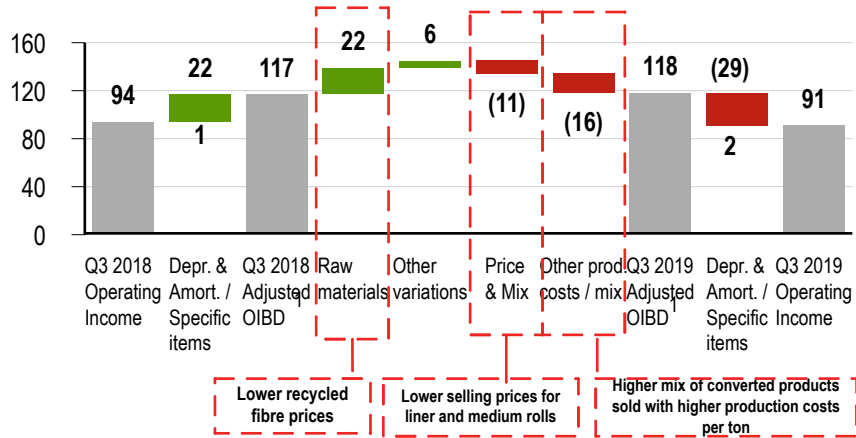 160
120
80
40
0
94
22
1
117
22
6
(11)
(16)
118
(29)
2
91
Q3 2018
Operating
Income
Depr. &
Amort. /
Specific
items
Q3 2018
Adjusted
OIBD 1
Raw
materials
Other
variations
Price
& Mix
Other prod
costs / mix
Q3 2019
Adjusted
OIBD 1
Depr. &
Amort. /
Specific
items
Q3 2019
Operating
Income
Lower recycled
fibre prices
Lower selling prices for
liner and medium rolls
Higher mix of converted products
sold with higher production costs
per ton